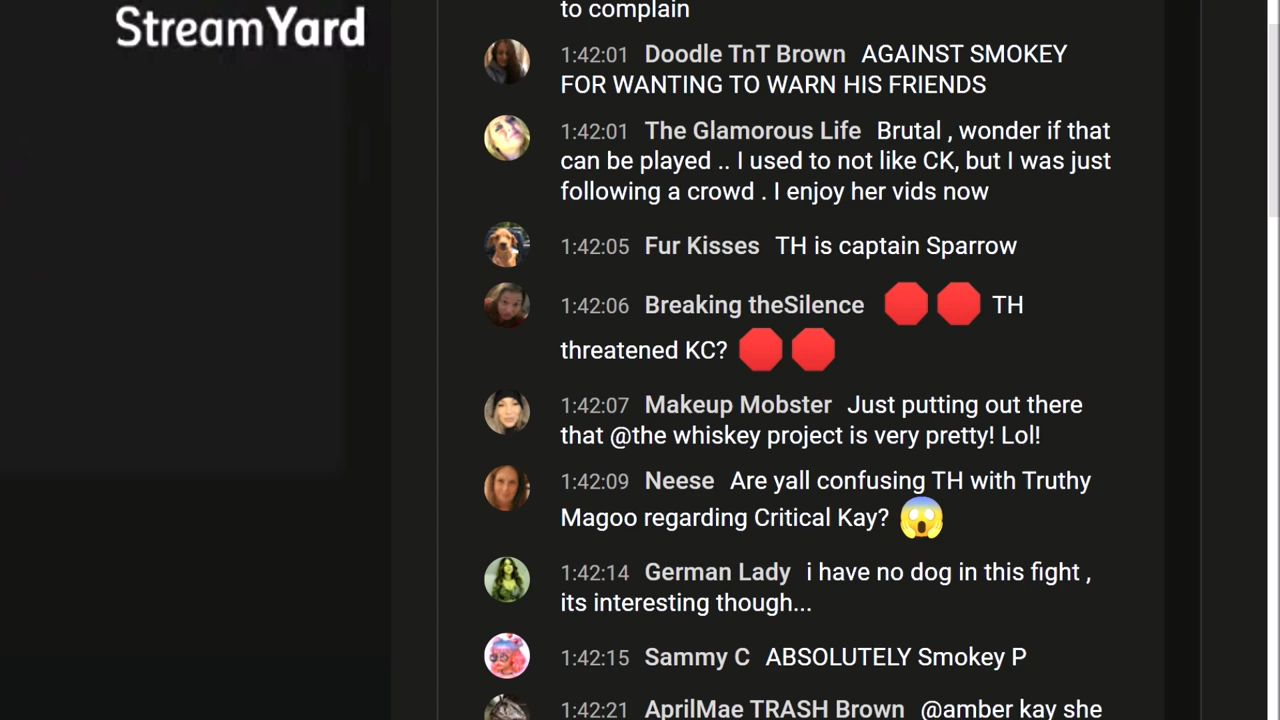 StreamYard
to complain
1:42:01 Doodle TnT Brown AGAINST SMOKEY
FOR WANTING TO WARN HIS FRIENDS
1:42:01 The Glamorous Life Brutal , wonder if that
can be played .. I used to not like CK, but I was just
following a crowd . I enjoy her vids now
1:42:05 Fur Kisses TH is captain Sparrow
1:42:06 Breaking theSilence TH
threatened KC?
1:42:07 Makeup Mobster Just putting out there
that @the whiskey project is very pretty! Lol!
1:42:09 Neese Are yall confusing TH with Truthy
Magoo regarding Critical Kay?
1:42:14 German Lady i have no dog in this fight ,
its interesting though...
1:42:15 Sammy C ABSOLUTELY Smokey P
1:42:21 AprilMae TRASH Brown @amber kay she